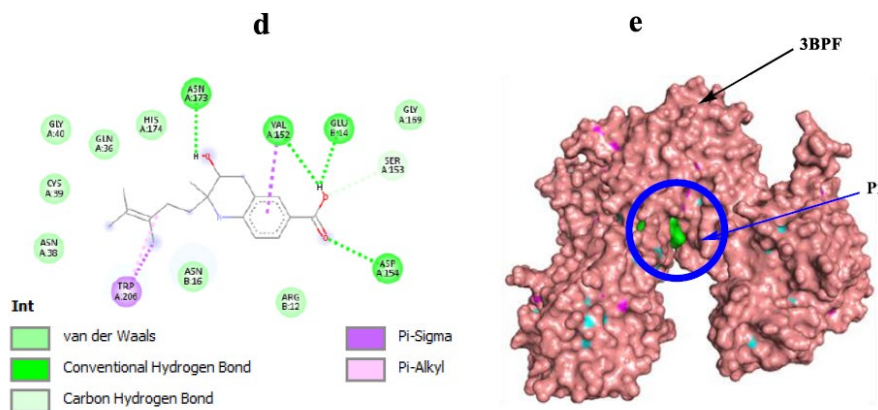 d
e
3BPF
P
ASN
A:173
VAL
A:152
GLU
B:14
GLY
A:169
HIS
A:174
GLY
A:40
GLN
A:36
SER
A:153
CYS
A:39
H
O
H
O
O
ASN
A:38
TRP
A:206
ASN
B:16
ASP
A:154
ARG
B:12
Int
van der Waals
Conventional Hydrogen Bond
Carbon Hydrogen Bond
Pi-Sigma
Pi-Alkyl